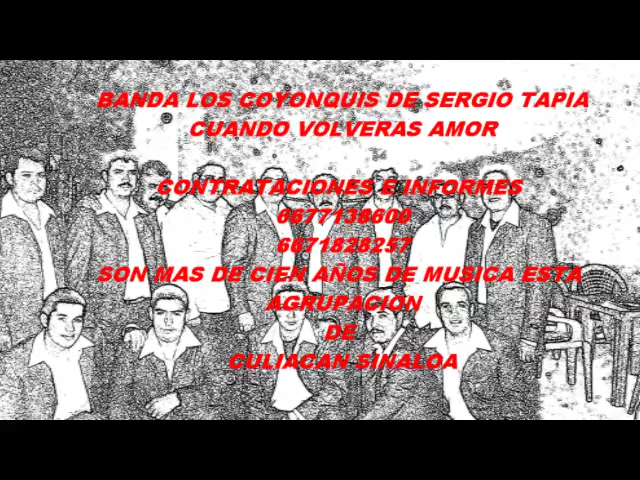 BANDA LOS COYONQUIS DE SERGIO TAPIA
CUANDO VOLVERAS AMOR
CONTRATACIONES E INFORMES
6677138600
6671828257
SON MAS DE CIEN AÑOS DE MUSICA ESTA
AGRUPACION
DE
CULIACAN SINALOA